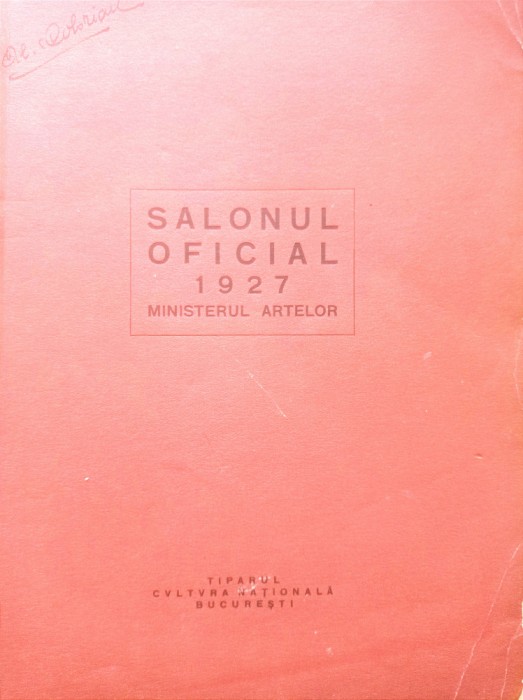 SALONUL
OFICIAL
1927
MINISTERUL ARTELOR
TIPARUL
CVLTVRA NAȚIONALĂ
BUCUREȘTI